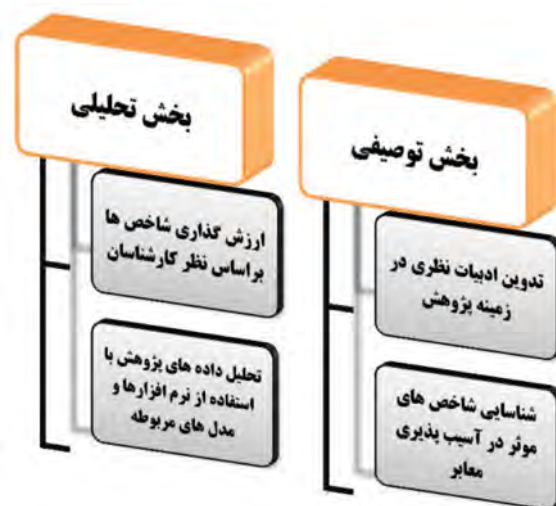 بخش توصیفی
تدوین ادبیات نظری در
زمینه پژوهش
شناسایی شاخص های
موثر در آسیب پذیری
معابر
بخش تحلیلی
ارزش گذاری شاخص ها
براساس نظر کارشناسان
تحلیل داده های پژوهش با
استفاده از نرم افزارها و
مدل های مربوطه